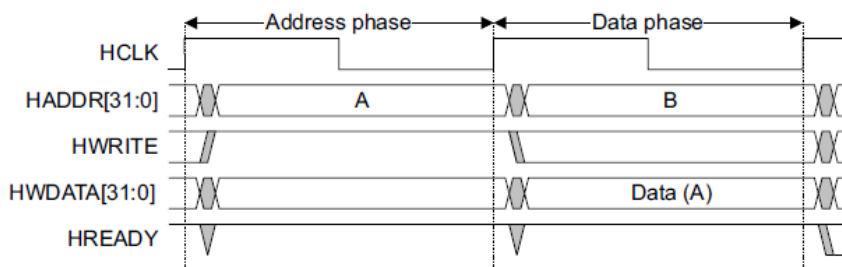 Address phase Data phase
HCLK
HADDR[31:0] A B
HWRITE
HWDATA[31:0] Data (A)
HREADY